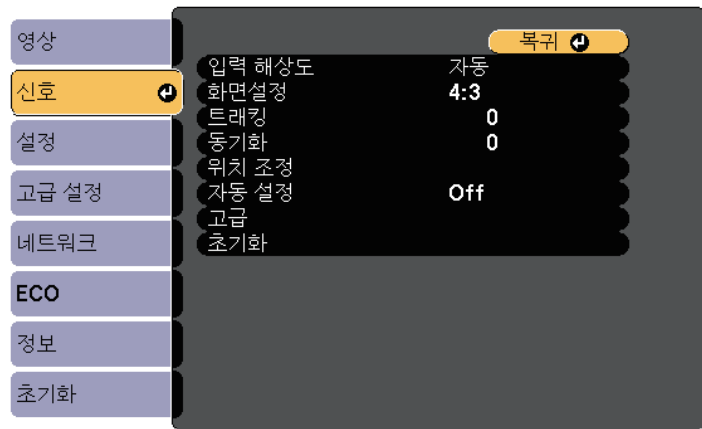 영상
신호
설정
고급 설정
네트워크
ECO
정보
초기화
복귀
입력 해상도 자동
화면설정 4:3
트래킹 0
동기화 0
위치 조정
자동 설정 Off
고급
초기화